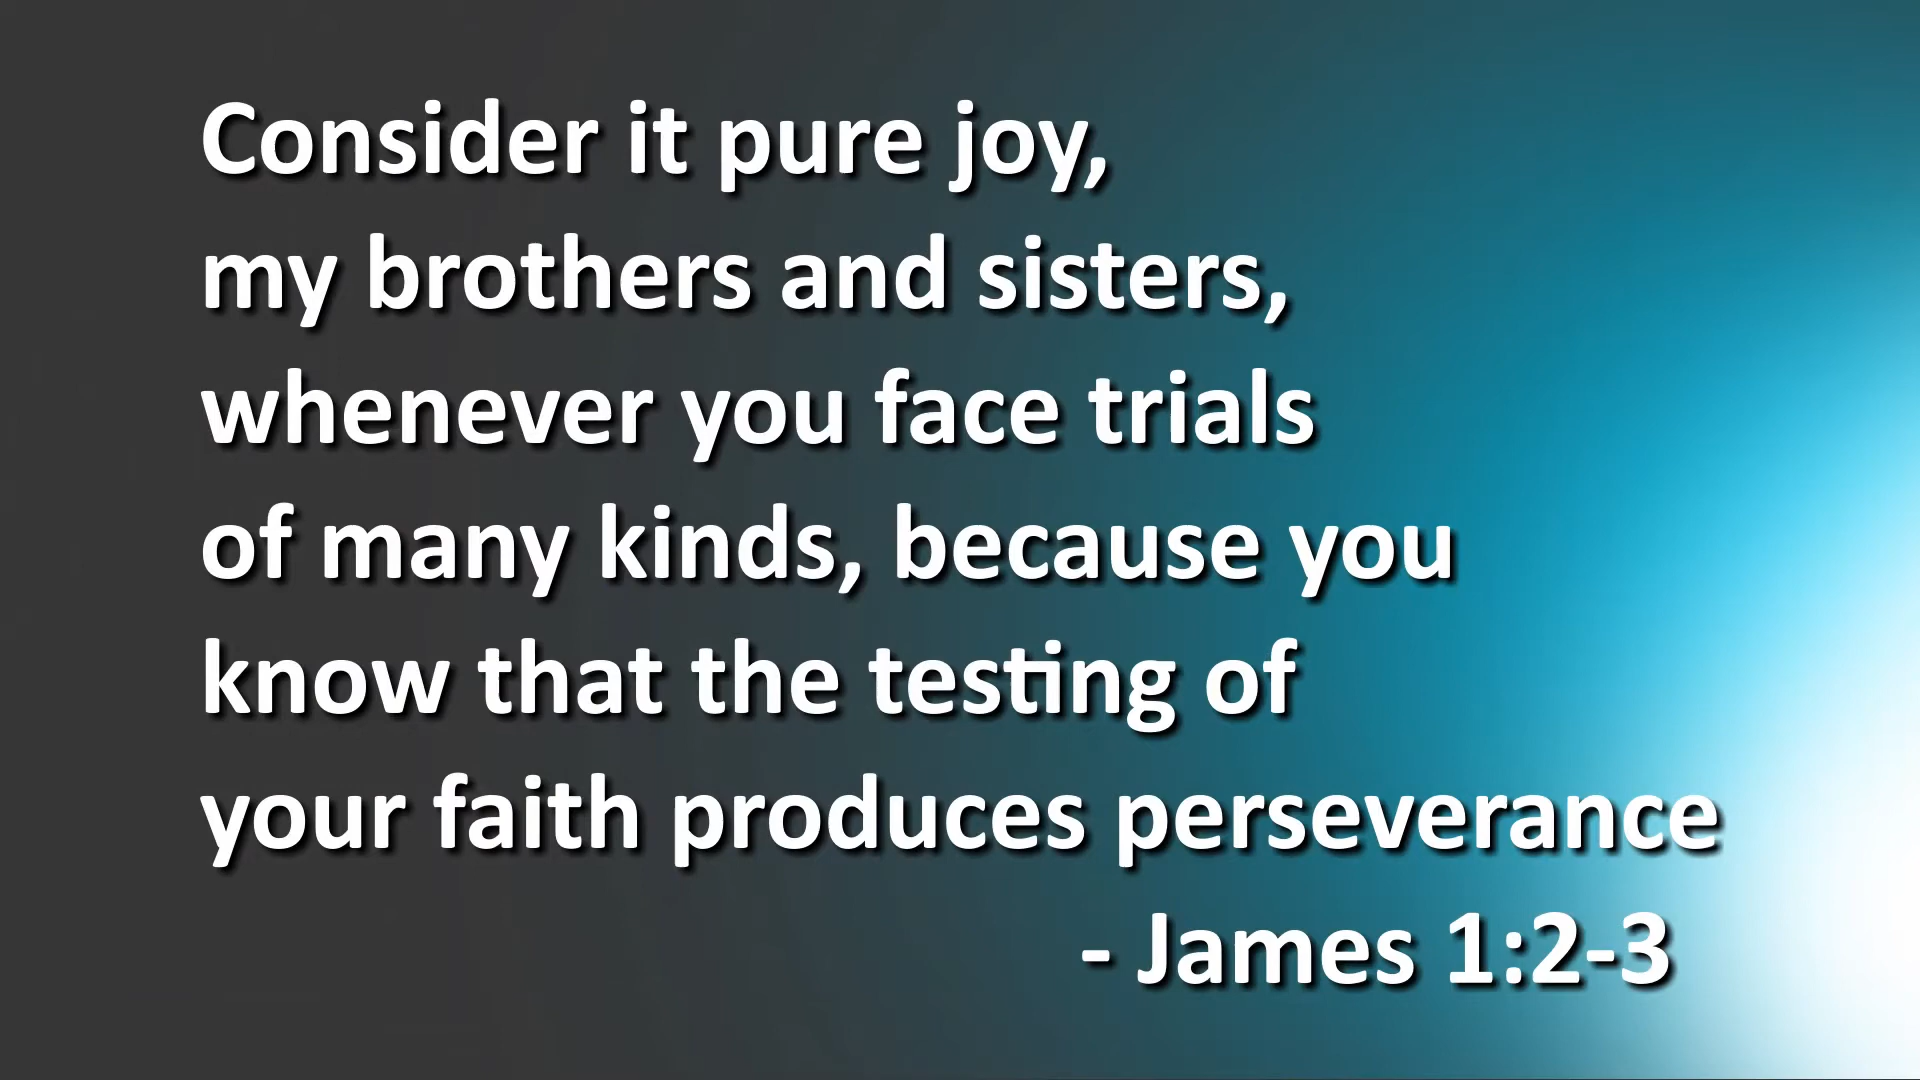 Consider it pure joy,
my brothers and sisters,
whenever you face trials
of many kinds, because you
know that the testing of
your faith produces perseverance
- James 1:2-3